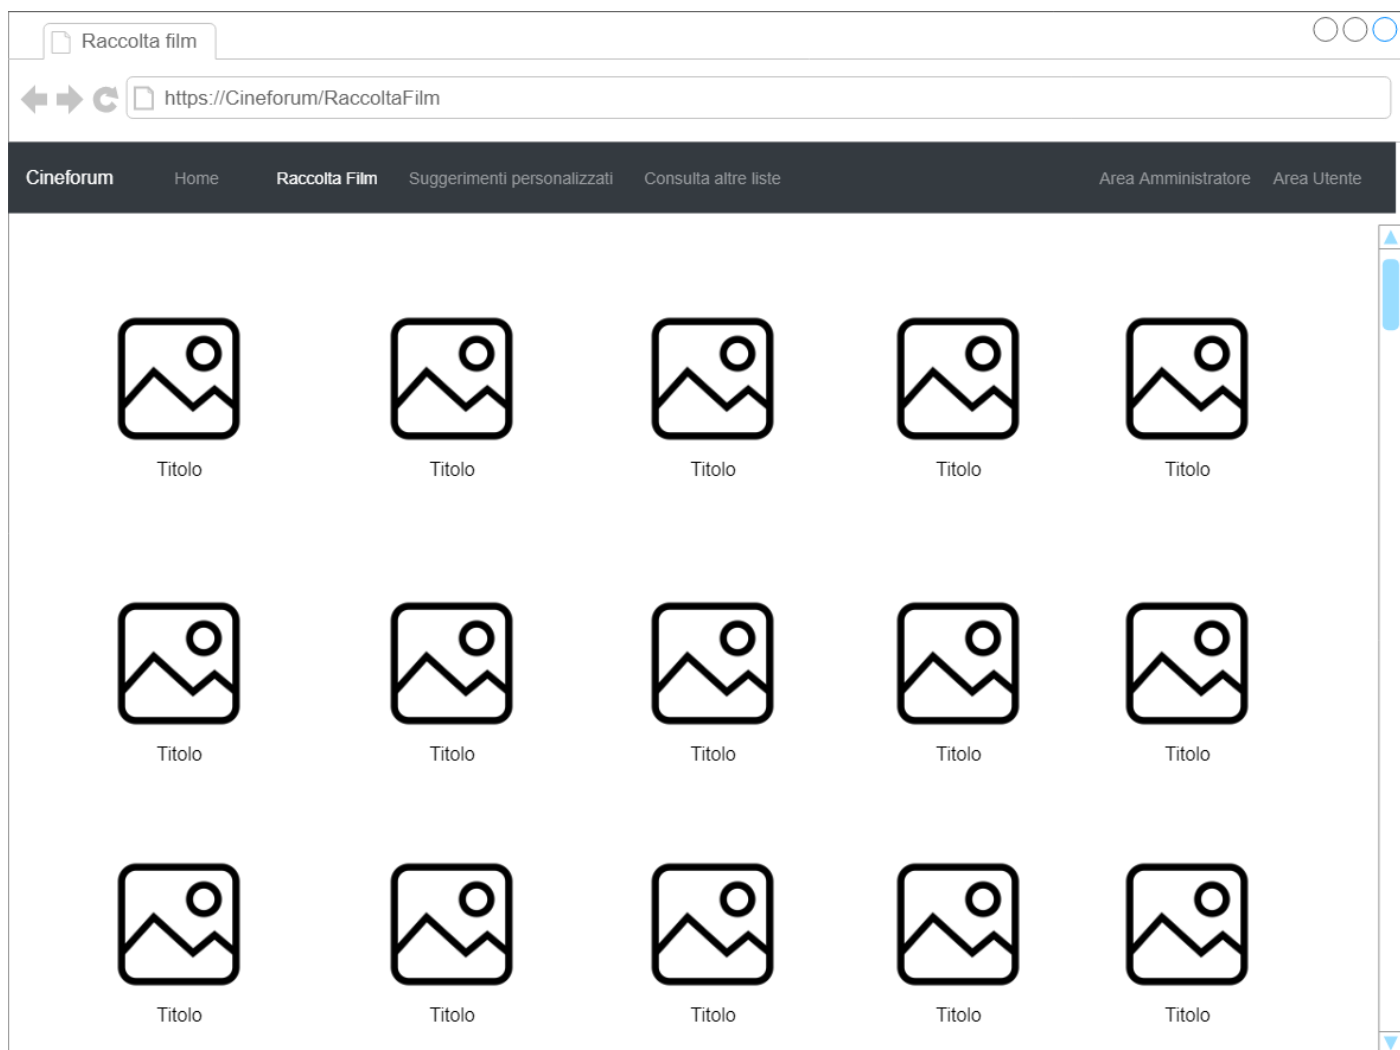 Raccolta film
https://Cineforum/RaccoltaFilm
Cineforum Home Raccolta Film Suggerimenti personalizzati Consulta altre liste Area Amministratore Area Utente
Titolo Titolo Titolo Titolo Titolo
Titolo Titolo Titolo Titolo Titolo
Titolo Titolo Titolo Titolo Titolo